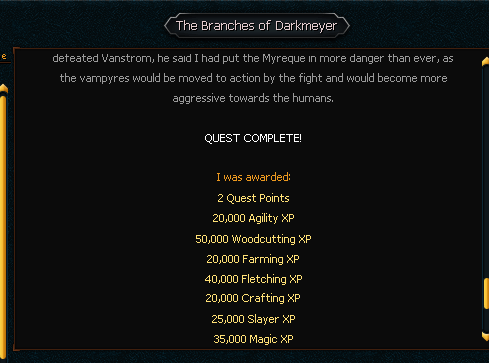 The Branches of Darkmeyer
e
defeated Vanstrom, he said I had put the Myreque in more danger than ever, as
the vampyres would be moved to action by the fight and would become more
aggressive towards the humans.
QUEST COMPLETE!
I was awarded:
2 Quest Points
20,000 Agility XP
50,000 Woodcutting XP
20,000 Farming XP
40,000 Fletching XP
20,000 Crafting XP
25,000 Slayer XP
35,000 Magic XP